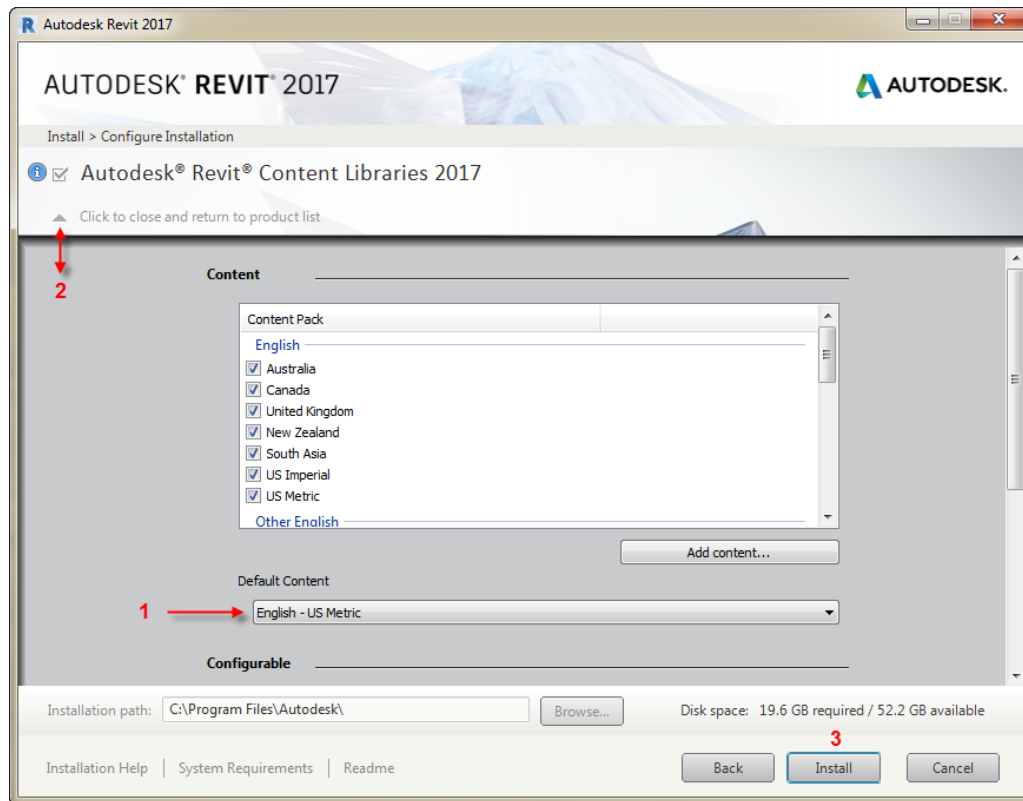 Autodesk Revit 2017
AUTODESK® REVIT® 2017
AUTODESK.
Install > Configure Installation
Autodesk® Revit® Content Libraries 2017
Click to close and return to product list
2
Content
Content Pack
English
Australia
Canada
United Kingdom
New Zealand
South Asia
US Imperial
US Metric
Other English
Add content...
Default Content
1
English - US Metric
Configurable
Installation path: C:\Program Files\Autodesk\ Browse... Disk space: 19.6 GB required / 52.2 GB available
3
Installation Help | System Requirements | Readme Back Install Cancel